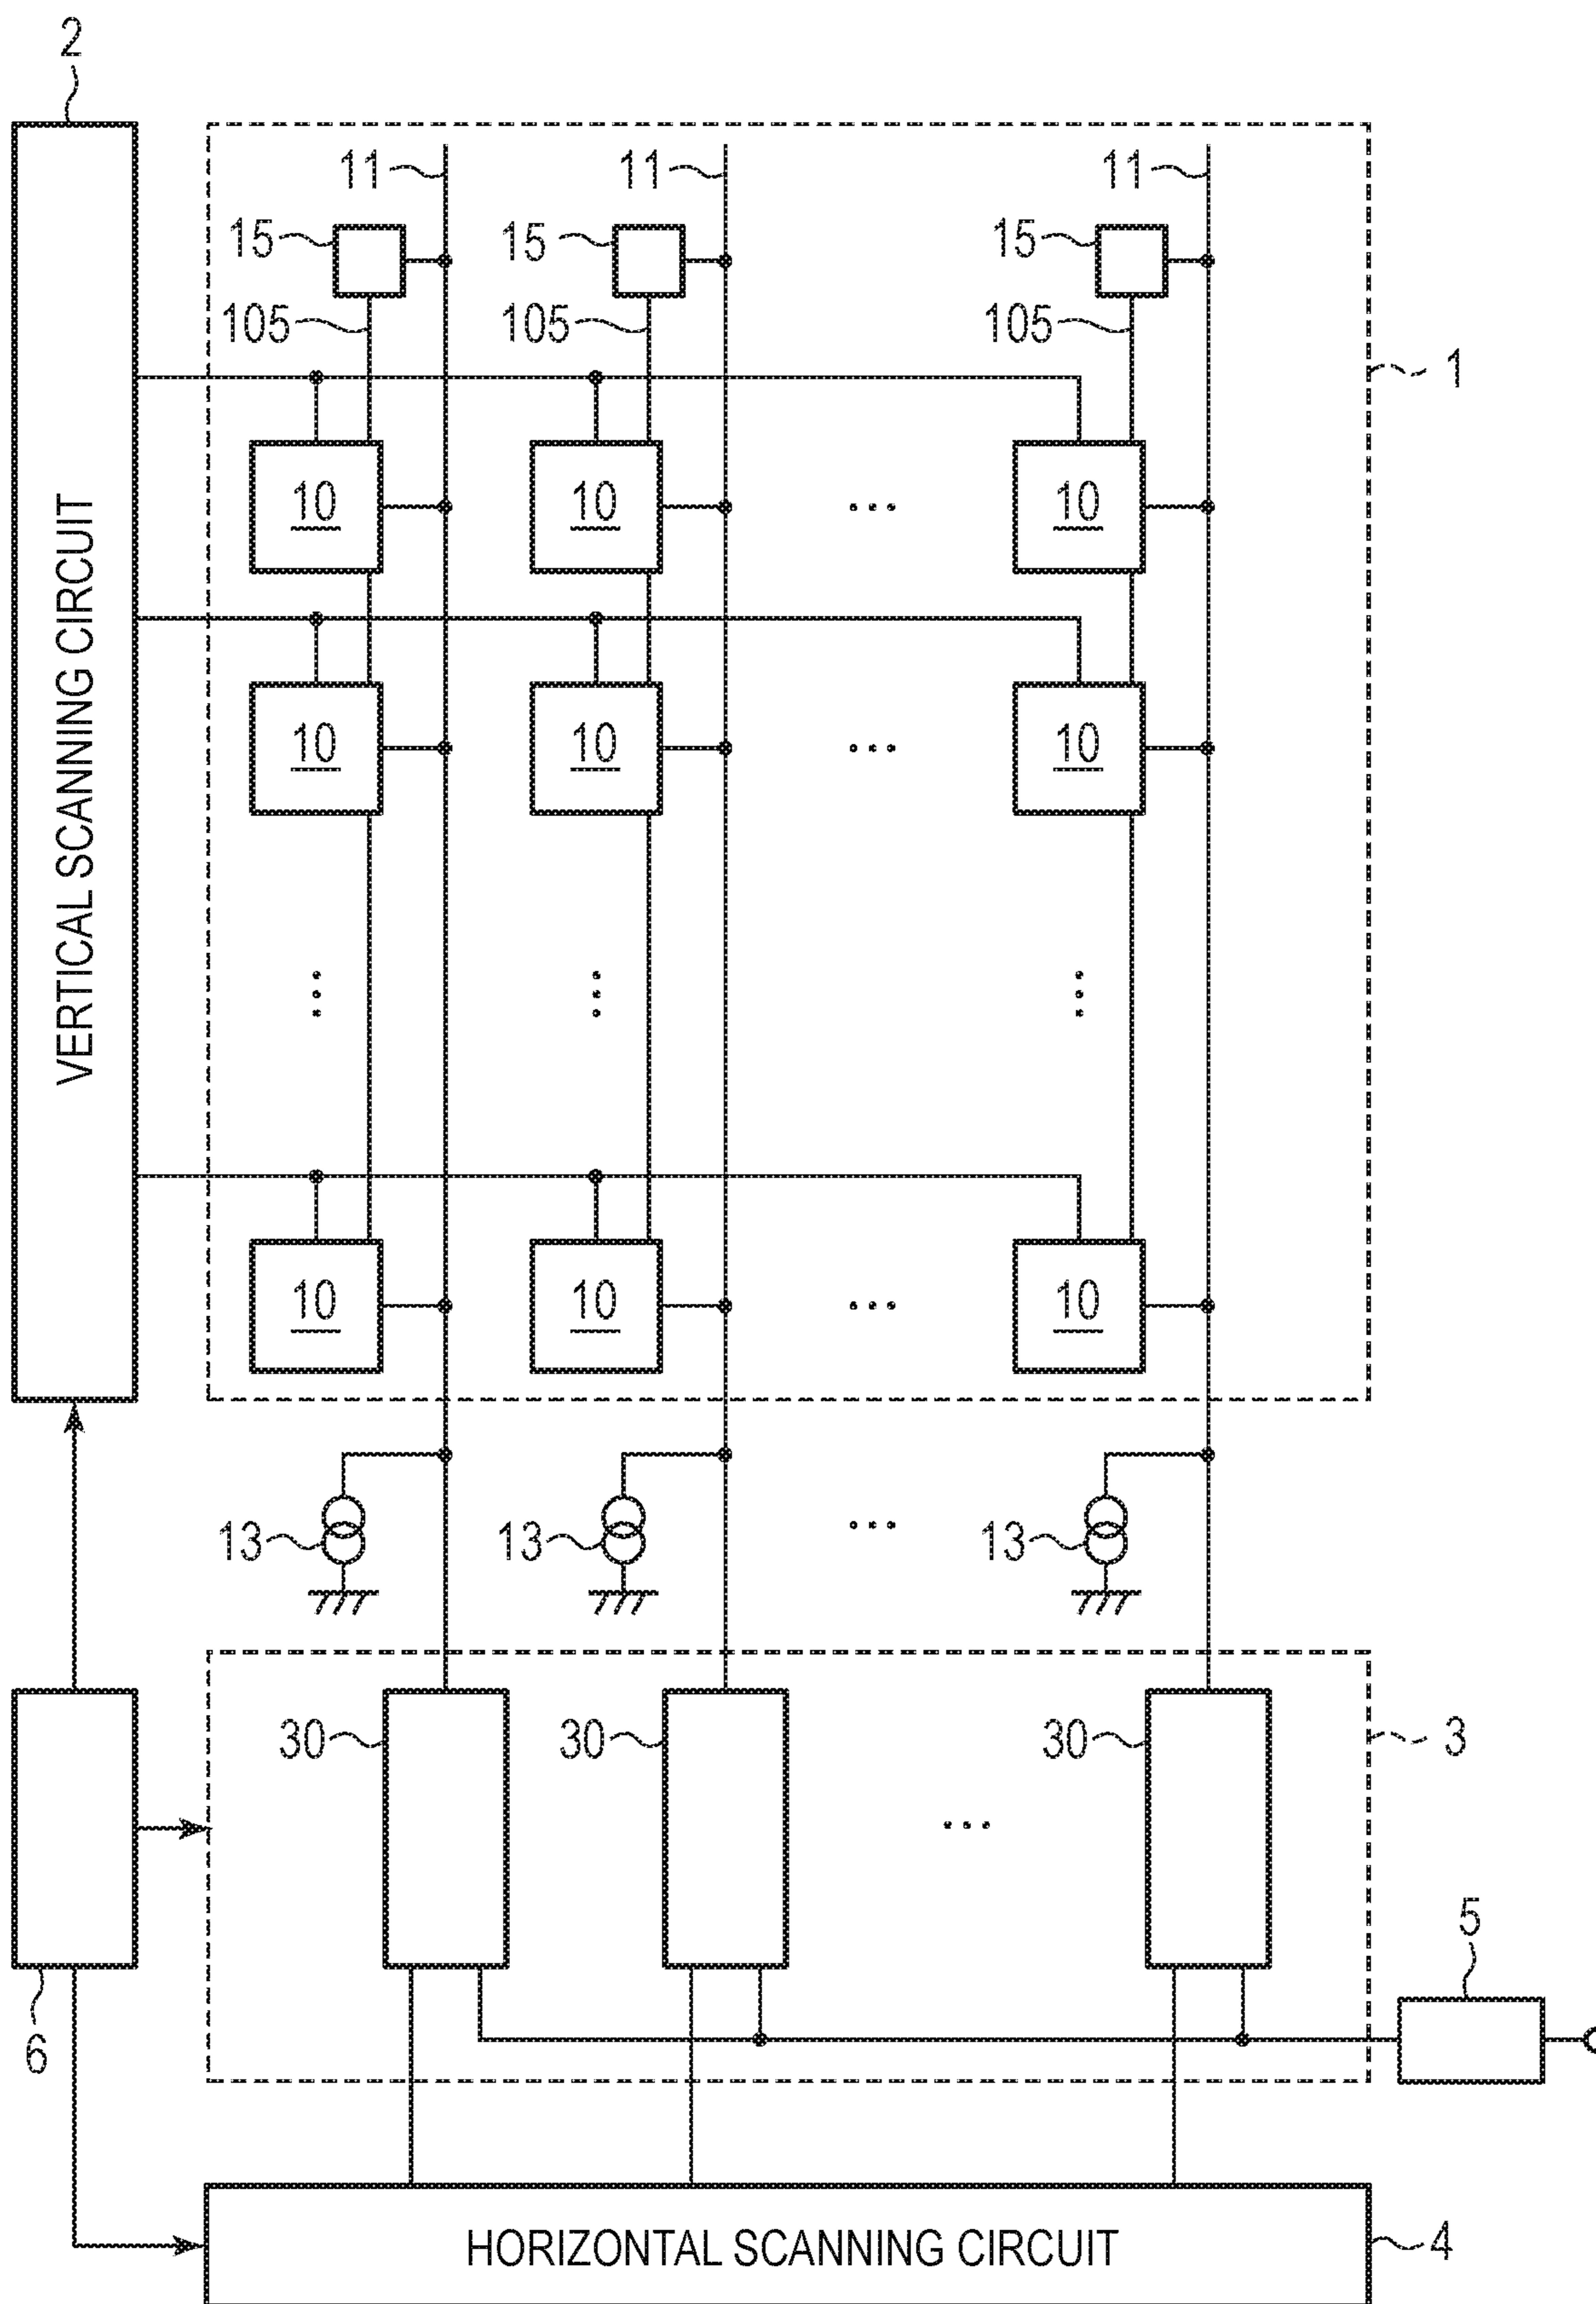 2
11 11 11
15 15 15
105 105 105
1
10 10 ... 10
VERTICAL SCANNING CIRCUIT
10 10 ... 10
10 10 ... 10
13 13 ... 13
30 30 30 3
...
5
6
HORIZONTAL SCANNING CIRCUIT 4